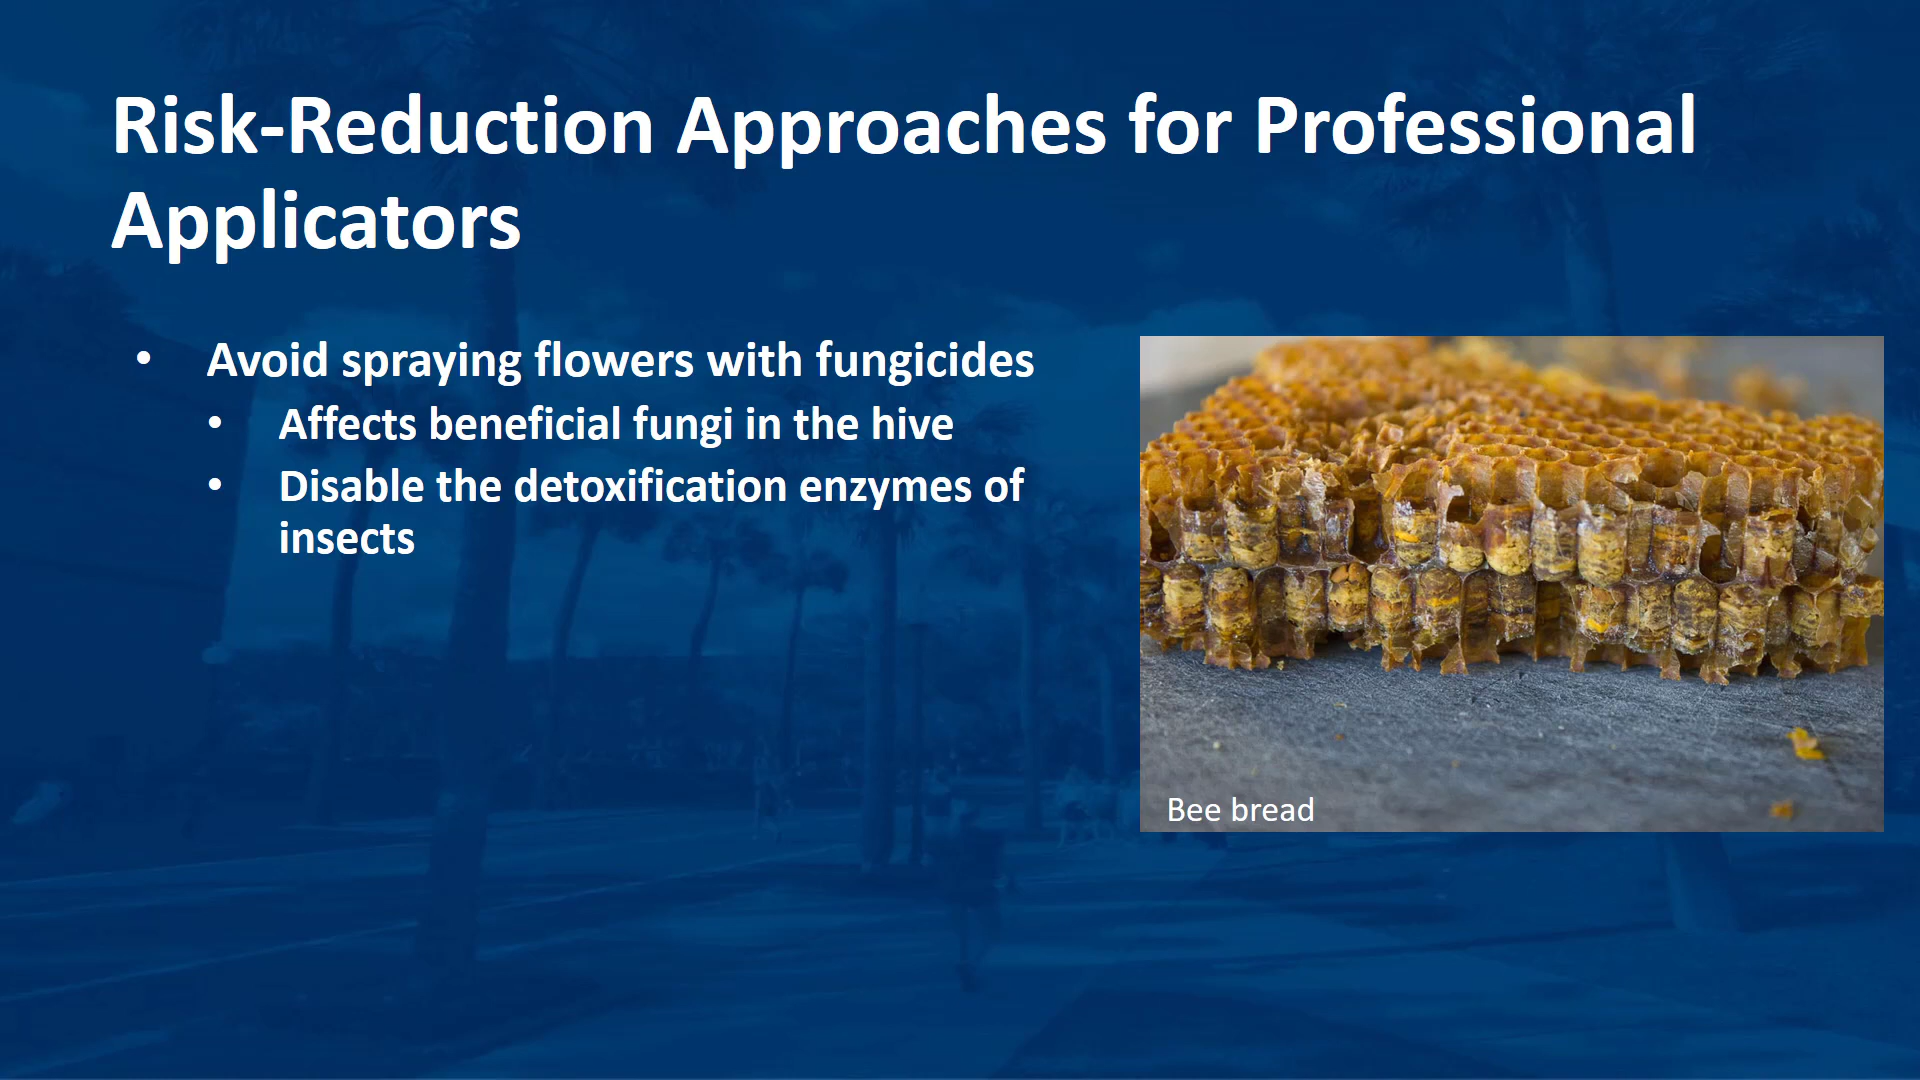 Risk-Reduction Approaches for Professional
Applicators
• Avoid spraying flowers with fungicides
• Affects beneficial fungi in the hive
• Disable the detoxification enzymes of
insects
Bee bread